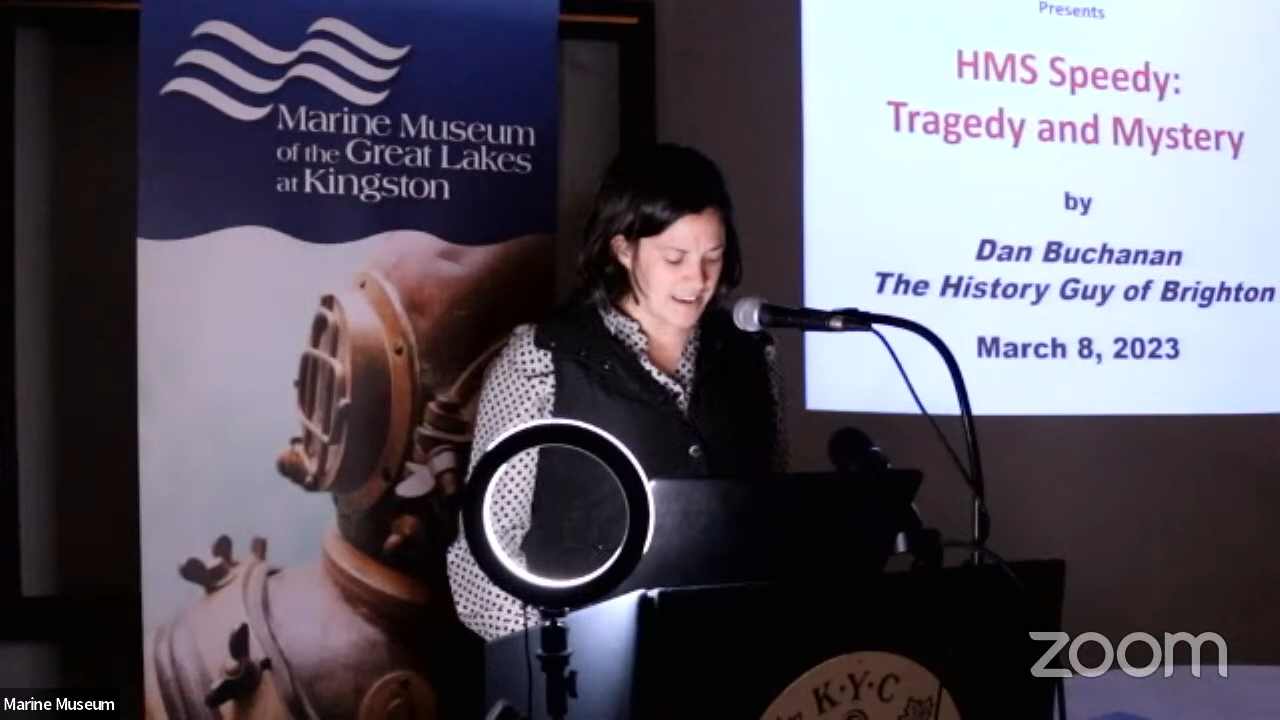 Marine Museum
of the Great Lakes
at Kingston
Presents
HMS Speedy:
Tragedy and Mystery
by
Dan Buchanan
The History Guy of Brighton
March 8, 2023
K·Y·C
zoom
Marine Museum